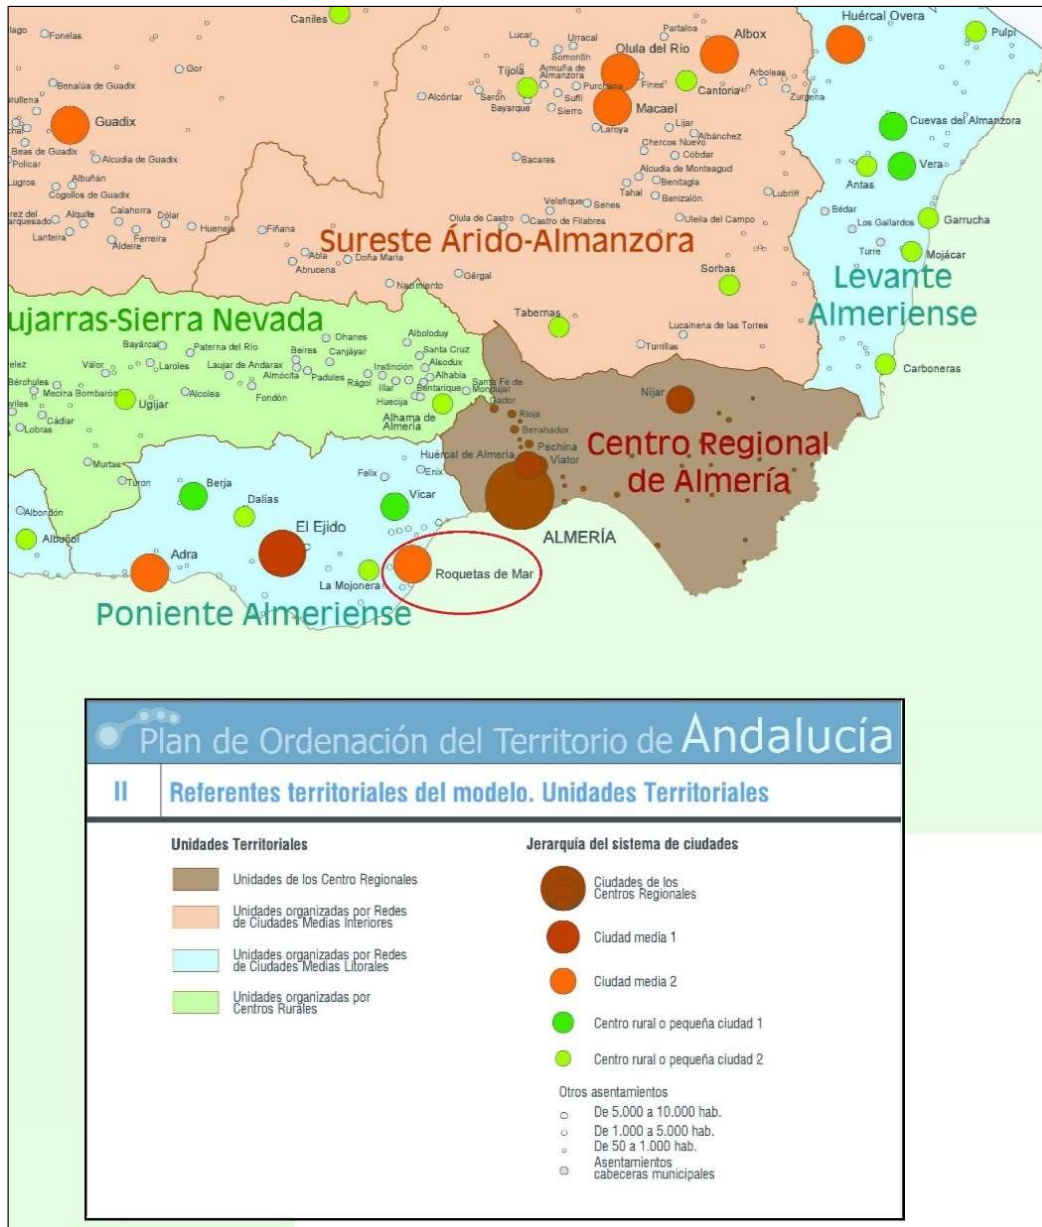 Caniles
Huércal Overa
Fonelas
Lucar
Urracal
Partaloa
Albox
Pulpí
Somontín
Olula del Río
Gor
Tíjola
Armuña de
Almanzora
Purchena
Fines
Cantoria
Arboleas
Benalúa de Guadix
Alcóntar
Serón
Bayarque
Suflí
Sierro
Macael
Zurgena
Guadix
Laroya
Líjar
Albánchez
Cuevas del Almanzora
Beas de Guadix
Policar
Alcudia de Guadix
Bacares
Chercos Nuevo
Cóbdar
Vera
Alcudia de Monteagud
Antas
Lugros
Albuñán
Cogollos de Guadix
Tahal
Benitagla
Benizalón
Lubrín
Velefique
Senes
Bédar
Garrucha
Alquife
Calahorra
Dólar
Huéneja
Fiñana
Olula de Castro
Castro de Filabres
Uleila del Campo
Los Gallardos
Lanteira
Ferreira
Aldeire
Sureste Árido-Almanzora
Turre
Mojácar
Abla
Abrucena
Doña María
Gérgal
Sorbas
Levante
Almeriense
Nacimiento
ujarras-Sierra Nevada
Tabernas
Lucainena de las Torres
Turrillas
Bayárcal
Paterna del Río
Ohanes
Beires
Canjáyar
Alboloduy
Santa Cruz
Alsodux
Carboneras
Válor
Laroles
Laujar de Andarax
Almócita
Padules
Instinción
Rágol
Illar
Alhabia
Bentarique
Santa Fe de
Mondújar
Bérchules
Mecina Bombarón
Ugíjar
Alcolea
Fondón
Huecija
Alhama de
Almería
Gador
Rioja
Níjar
Cádiar
Lobras
Benahadux
Pechina
Huércal de Almería
Viator
Centro Regional
de Almería
Murtas
Turon
Felix
Enix
Berja
Dalías
Vícar
Albondón
ALMERÍA
Albuñol
El Ejido
Adra
La Mojonera
Roquetas de Mar
Poniente Almeriense
Plan de Ordenación del Territorio de Andalucía
II Referentes territoriales del modelo. Unidades Territoriales
Unidades Territoriales
Unidades de los Centro Regionales
Unidades organizadas por Redes
de Ciudades Medias Interiores
Unidades organizadas por Redes
de Ciudades Medias Litorales
Unidades organizadas por
Centros Rurales
Jerarquía del sistema de ciudades
Ciudades de los
Centros Regionales
Ciudad media 1
Ciudad media 2
Centro rural o pequeña ciudad 1
Centro rural o pequeña ciudad 2
Otros asentamientos
De 5.000 a 10.000 hab.
De 1.000 a 5.000 hab.
De 50 a 1.000 hab.
Asentamientos
cabeceras municipales